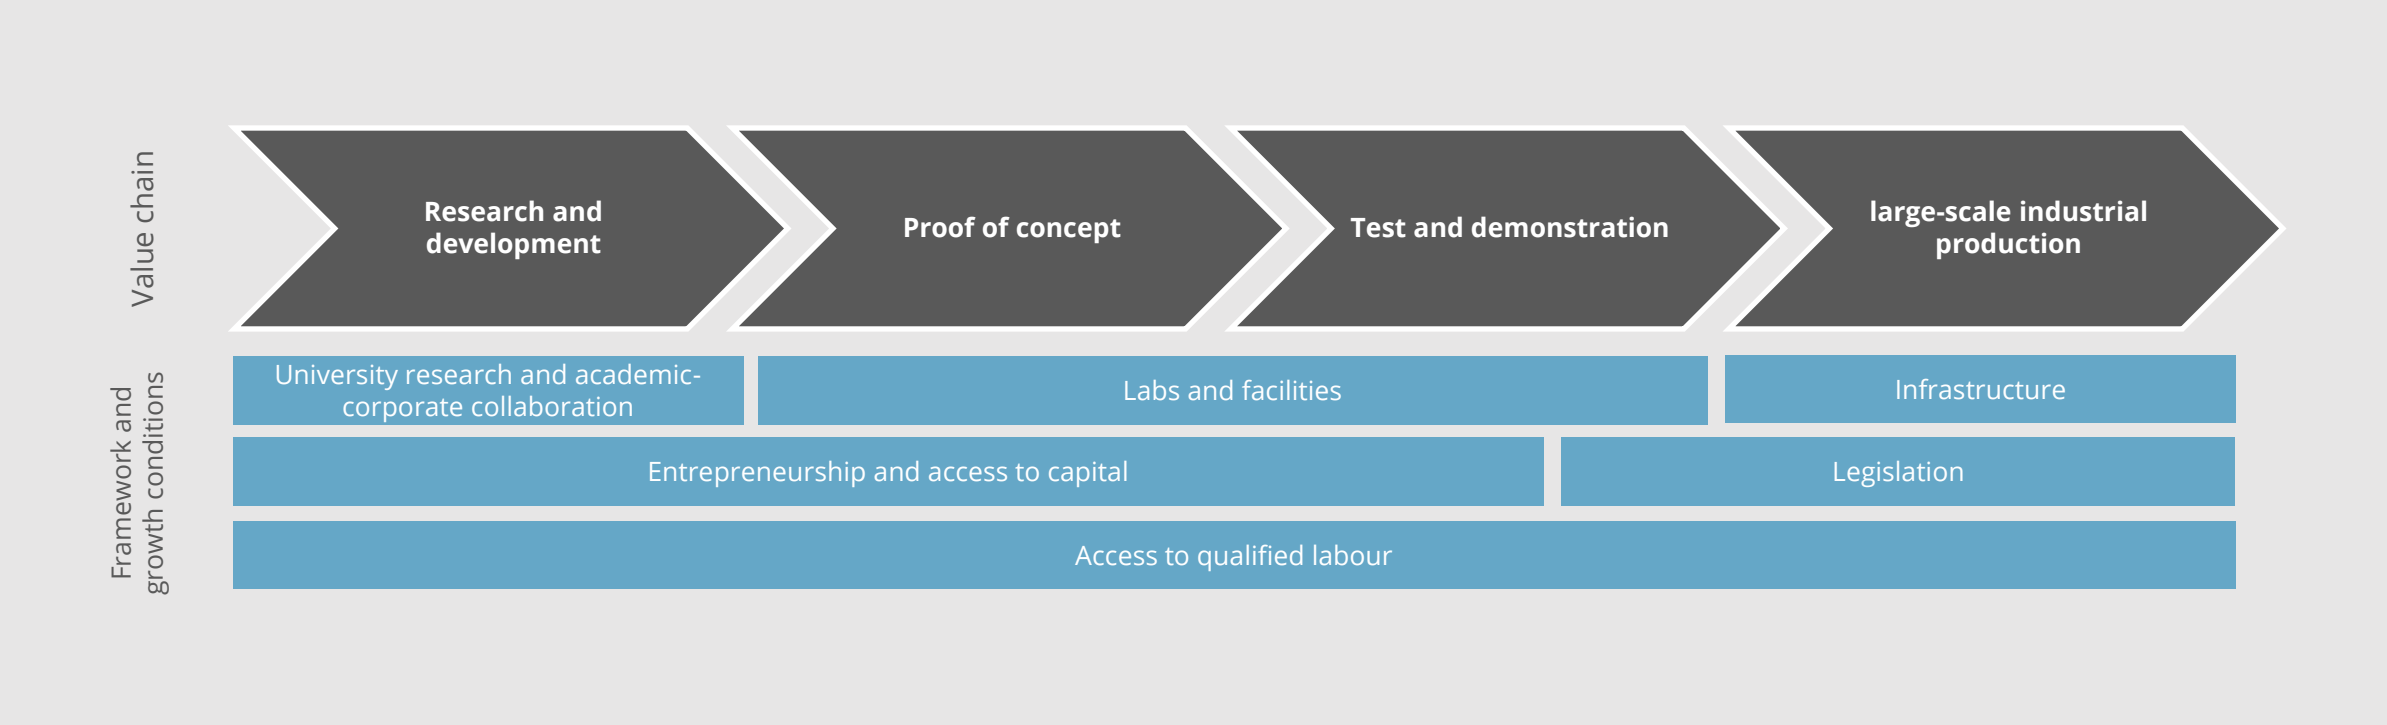 Value chain
Research and
development
Proof of concept
Test and demonstration
large-scale industrial
production
Framework and
growth conditions
University research and academic-
corporate collaboration
Labs and facilities
Infrastructure
Entrepreneurship and access to capital
Legislation
Access to qualified labour